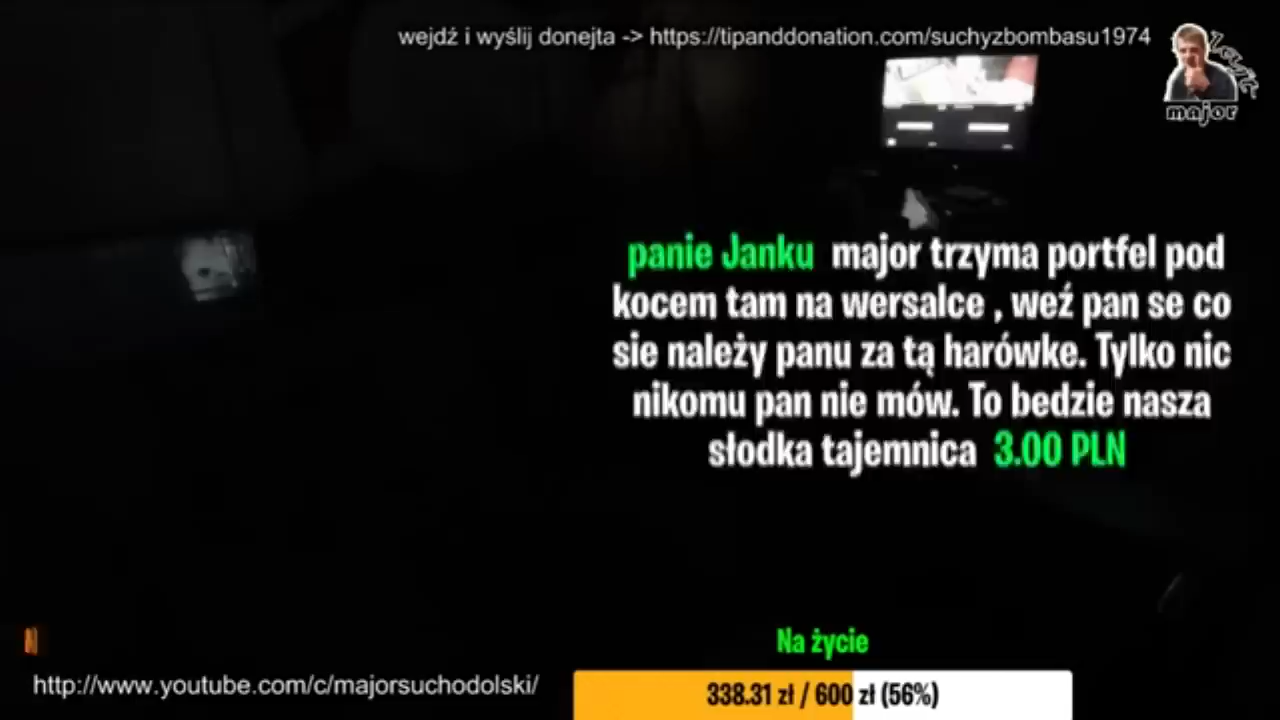 wejdź i wyślij donejta -> https://tipanddonation.com/suchyzbombasu1974
major
panie Janku major trzyma portfel pod
kocem tam na wersalce , weź pan se co
sie należy panu za tą harówke. Tylko nic
nikomu pan nie mów. To bedzie nasza
słodka tajemnica 3.00 PLN
N
Na życie
http://www.youtube.com/c/majorsuchodolski/
338.31 zł / 600 zł (56%)